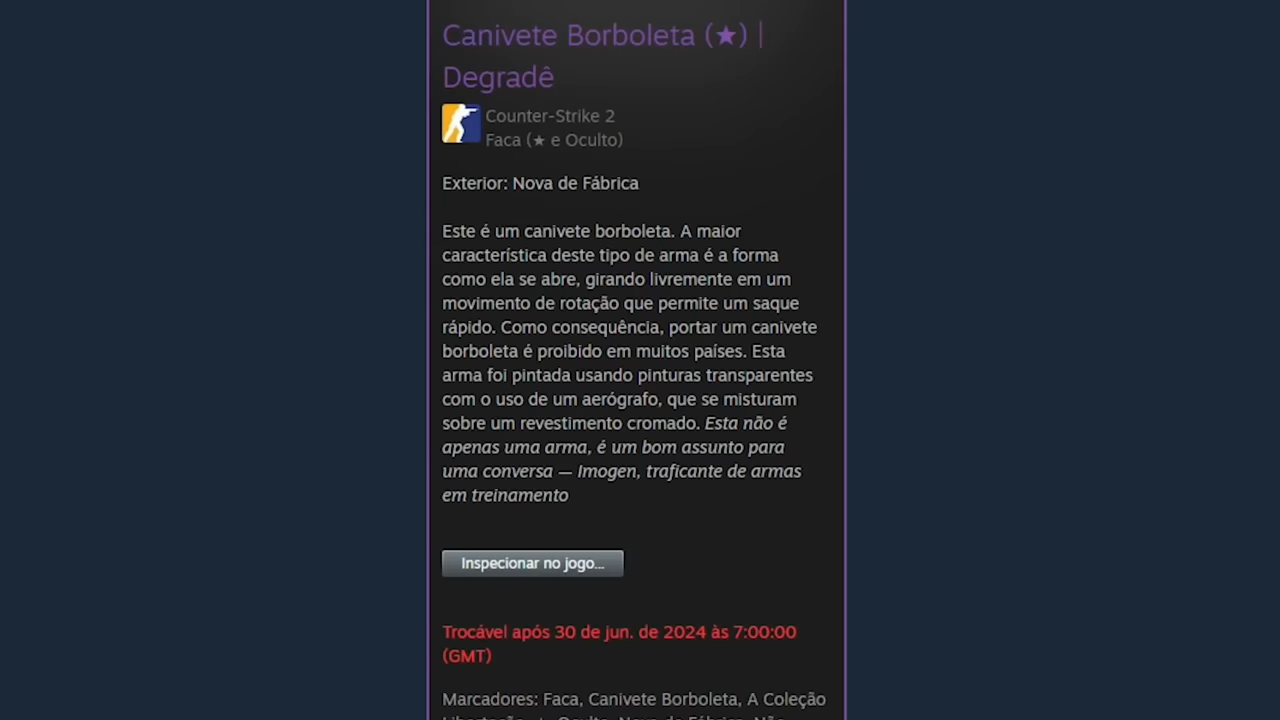 Canivete Borboleta (★) |
Degradê
Counter-Strike 2
Faca (★ e Oculto)
Exterior: Nova de Fábrica
Este é um canivete borboleta. A maior
característica deste tipo de arma é a forma
como ela se abre, girando livremente em um
movimento de rotação que permite um saque
rápido. Como consequência, portar um canivete
borboleta é proibido em muitos países. Esta
arma foi pintada usando pinturas transparentes
com o uso de um aerógrafo, que se misturam
sobre um revestimento cromado. Esta não é
apenas uma arma, é um bom assunto para
uma conversa — Imogen, traficante de armas
em treinamento
Inspecionar no jogo...
Trocável após 30 de jun. de 2024 às 7:00:00
(GMT)
Marcadores: Faca, Canivete Borboleta, A Coleção